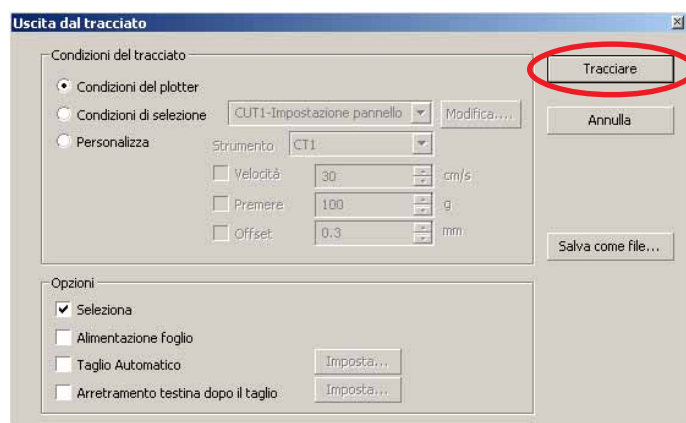 Uscita dal tracciato
Condizioni del tracciato
Condizioni del plotter
Condizioni di selezione CUT1-Impostazione pannello Modifica....
Personalizza Strumento CT1
Velocità 30 cm/s
Premere 100 g
Offset 0.3 mm
Tracciare
Annulla
Salva come file...
Opzioni
Seleziona
Alimentazione foglio
Taglio Automatico Imposta...
Arretramento testina dopo il taglio Imposta...